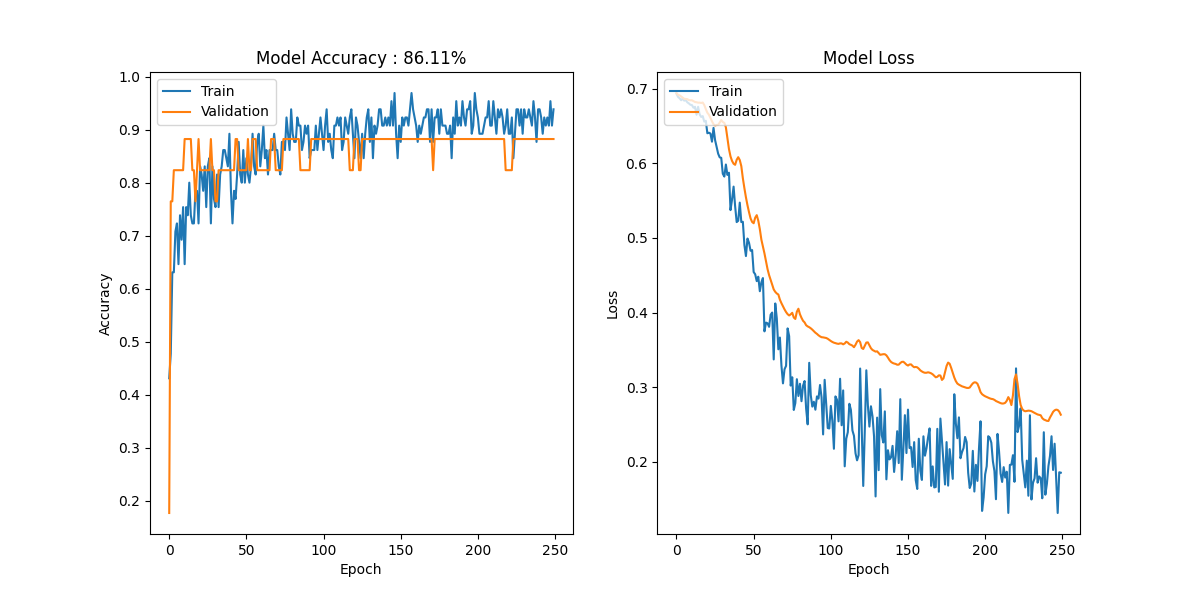 Model Accuracy : 86.11%
Train
Validation
1.0
0.9
0.8
0.7
0.6
0.5
0.4
0.3
0.2
Accuracy
0 50 100 150 200 250
Epoch
Model Loss
Train
Validation
0.7
0.6
0.5
0.4
0.3
0.2
Loss
0 50 100 150 200 250
Epoch